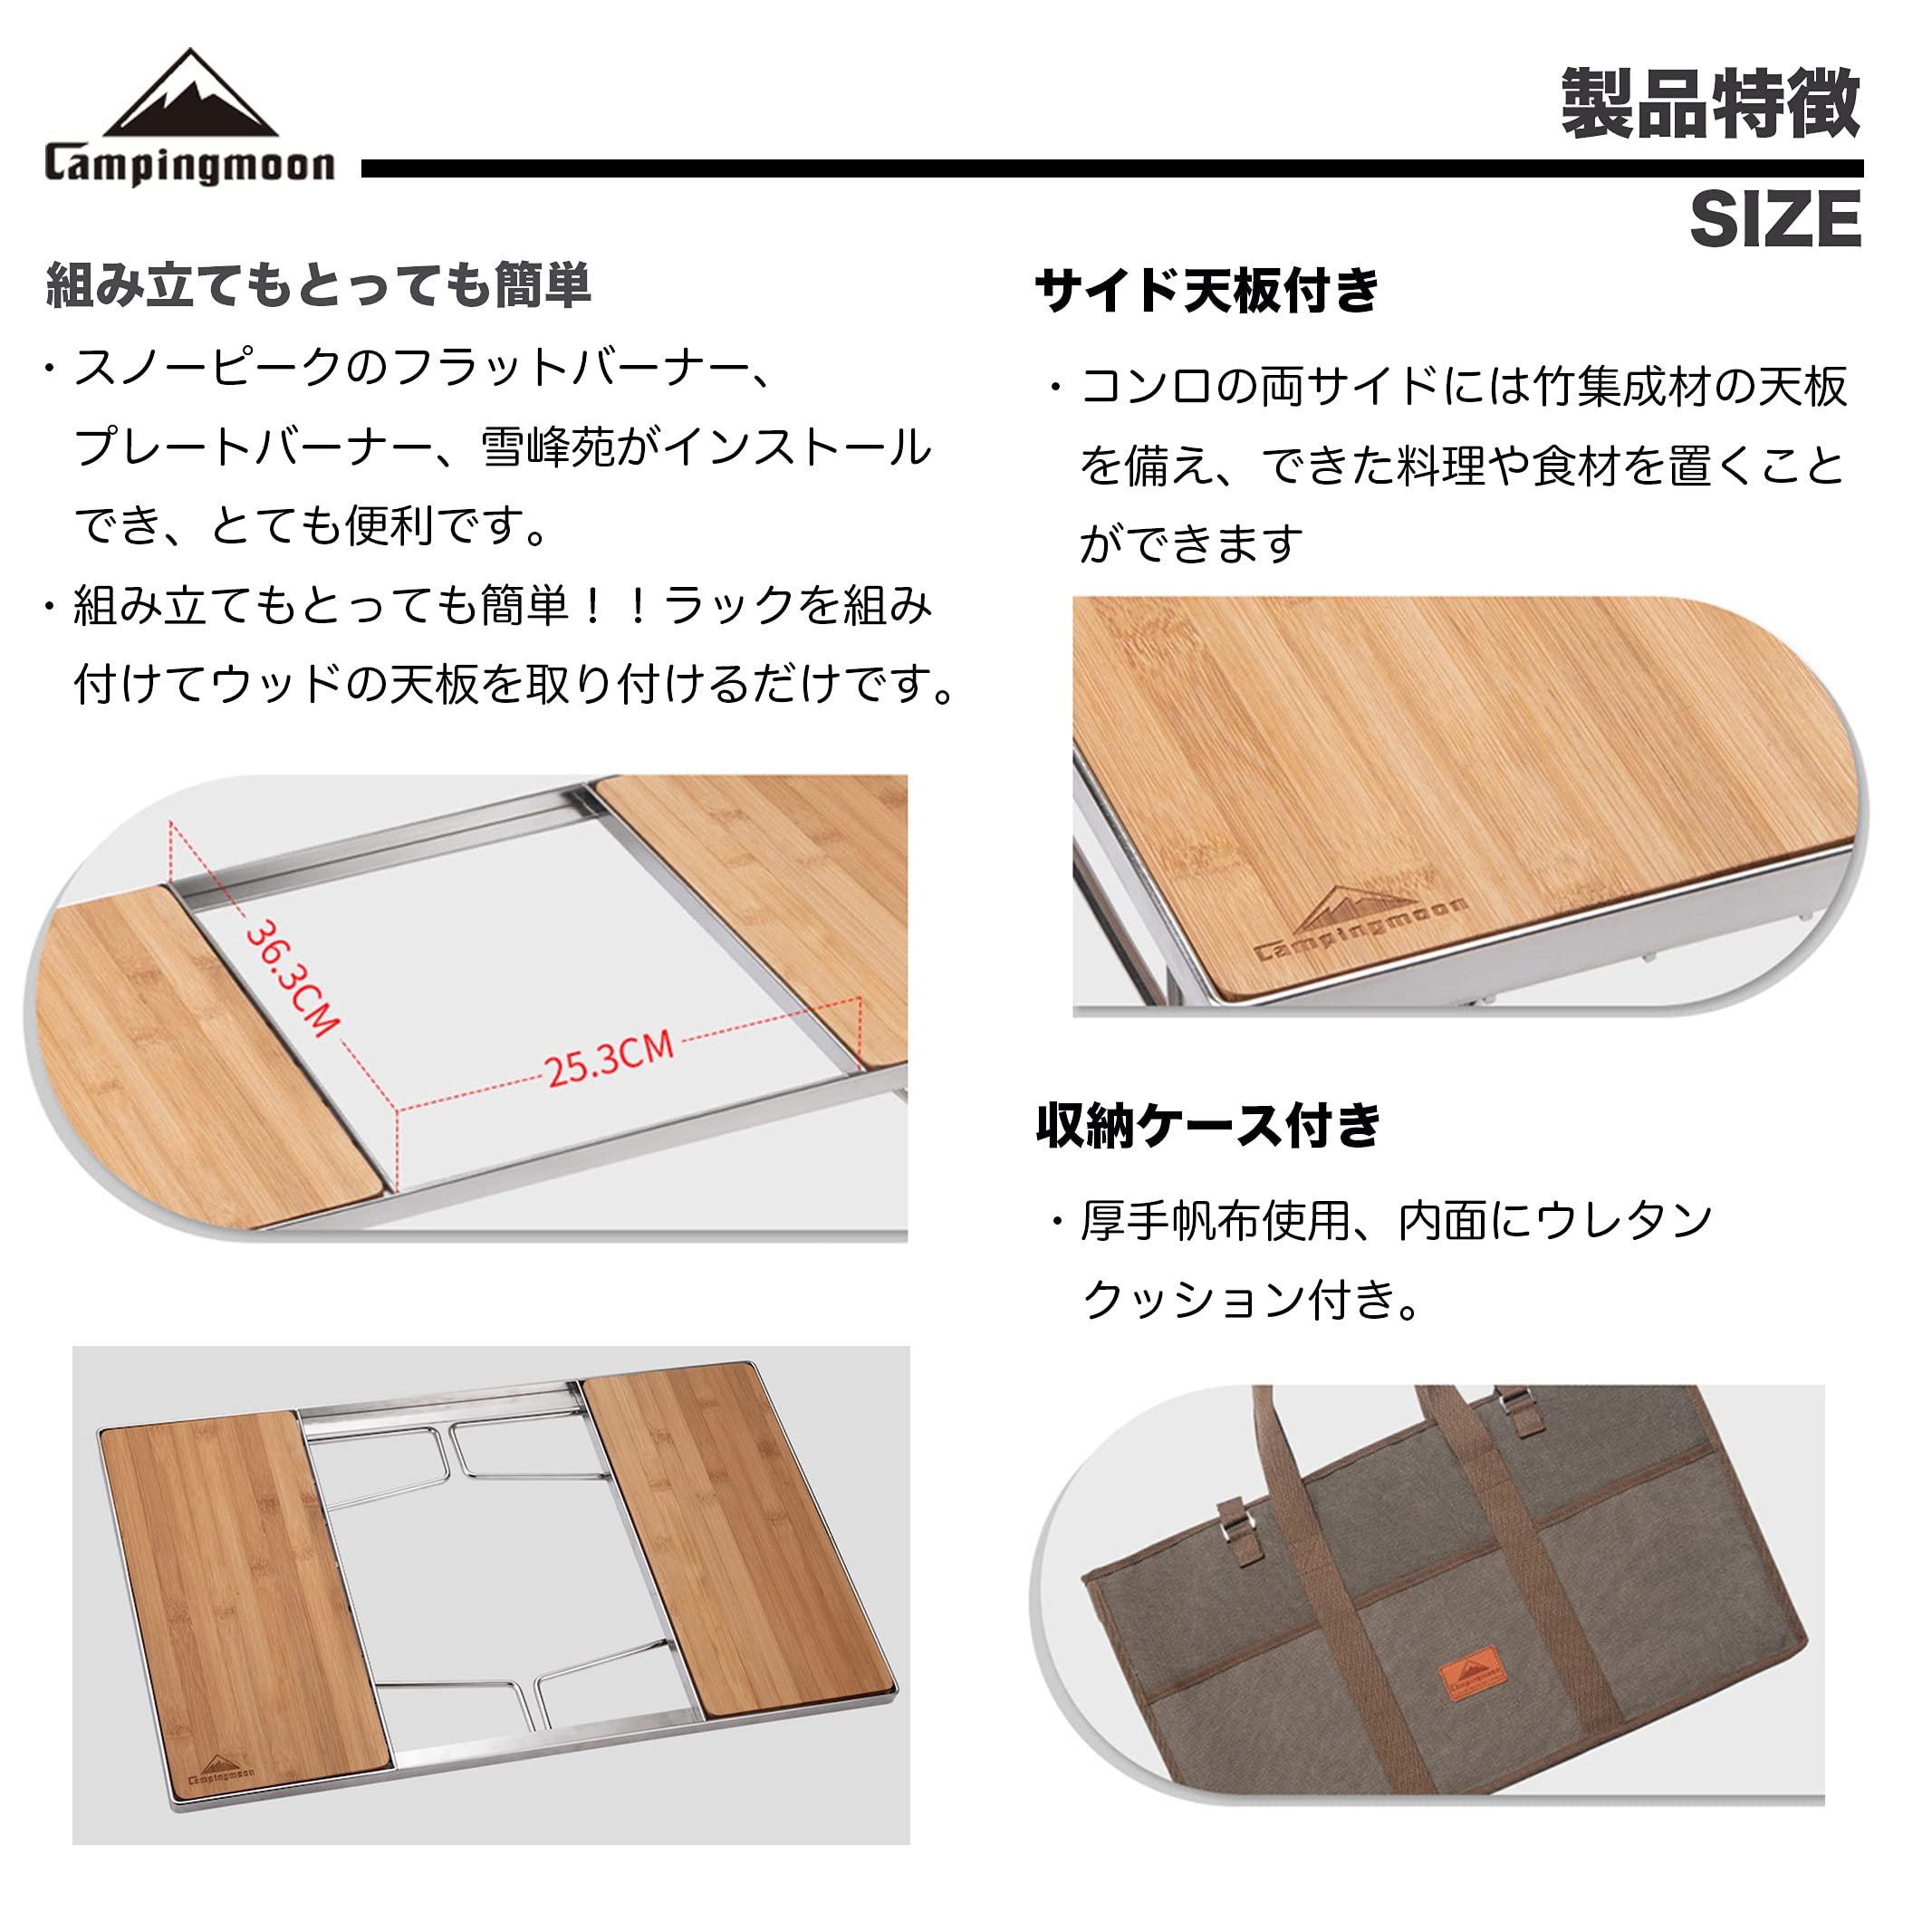 Campingmoon
製品特徴
SIZE
組み立てもとっても簡単
・スノーピークのフラットバーナー、
プレートバーナー、雪峰苑がインストール
でき、とても便利です。
・組み立てもとっても簡単！！ラックを組み
付けてウッドの天板を取り付けるだけです。
36.3CM
25.3CM
Campingmoon
サイド天板付き
・コンロの両サイドには竹集成材の天板
を備え、できた料理や食材を置くこと
ができます
Campingmoon
収納ケース付き
・厚手帆布使用、内面にウレタン
クッション付き。
Campingmoon